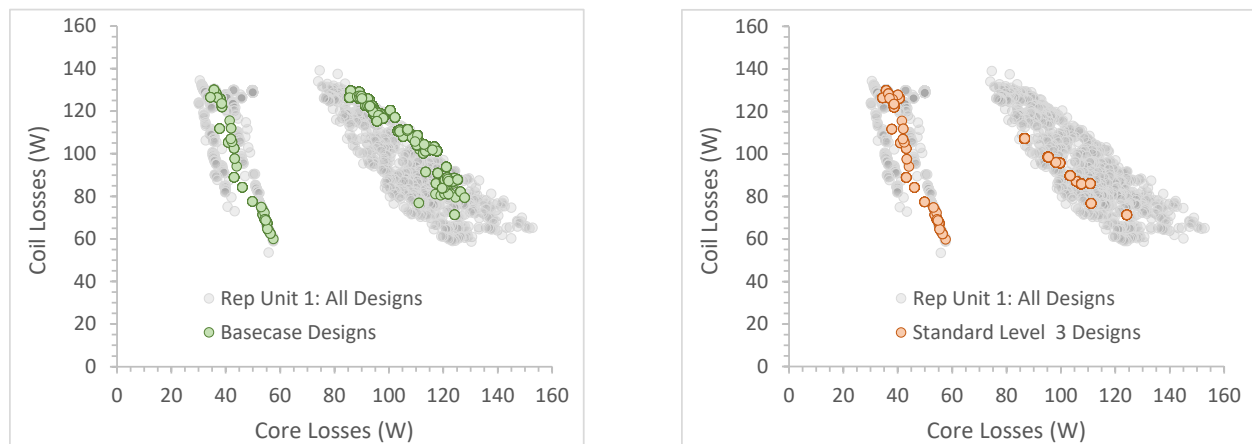 160
140
120
100
80
60
40
20
0
Coil Losses (W)
Rep Unit 1: All Designs
Basecase Designs
0 20 40 60 80 100 120 140 160
Core Losses (W)
160
140
120
100
80
60
40
20
0
Coil Losses (W)
Rep Unit 1: All Designs
Standard Level  3 Designs
0 20 40 60 80 100 120 140 160
Core Losses (W)